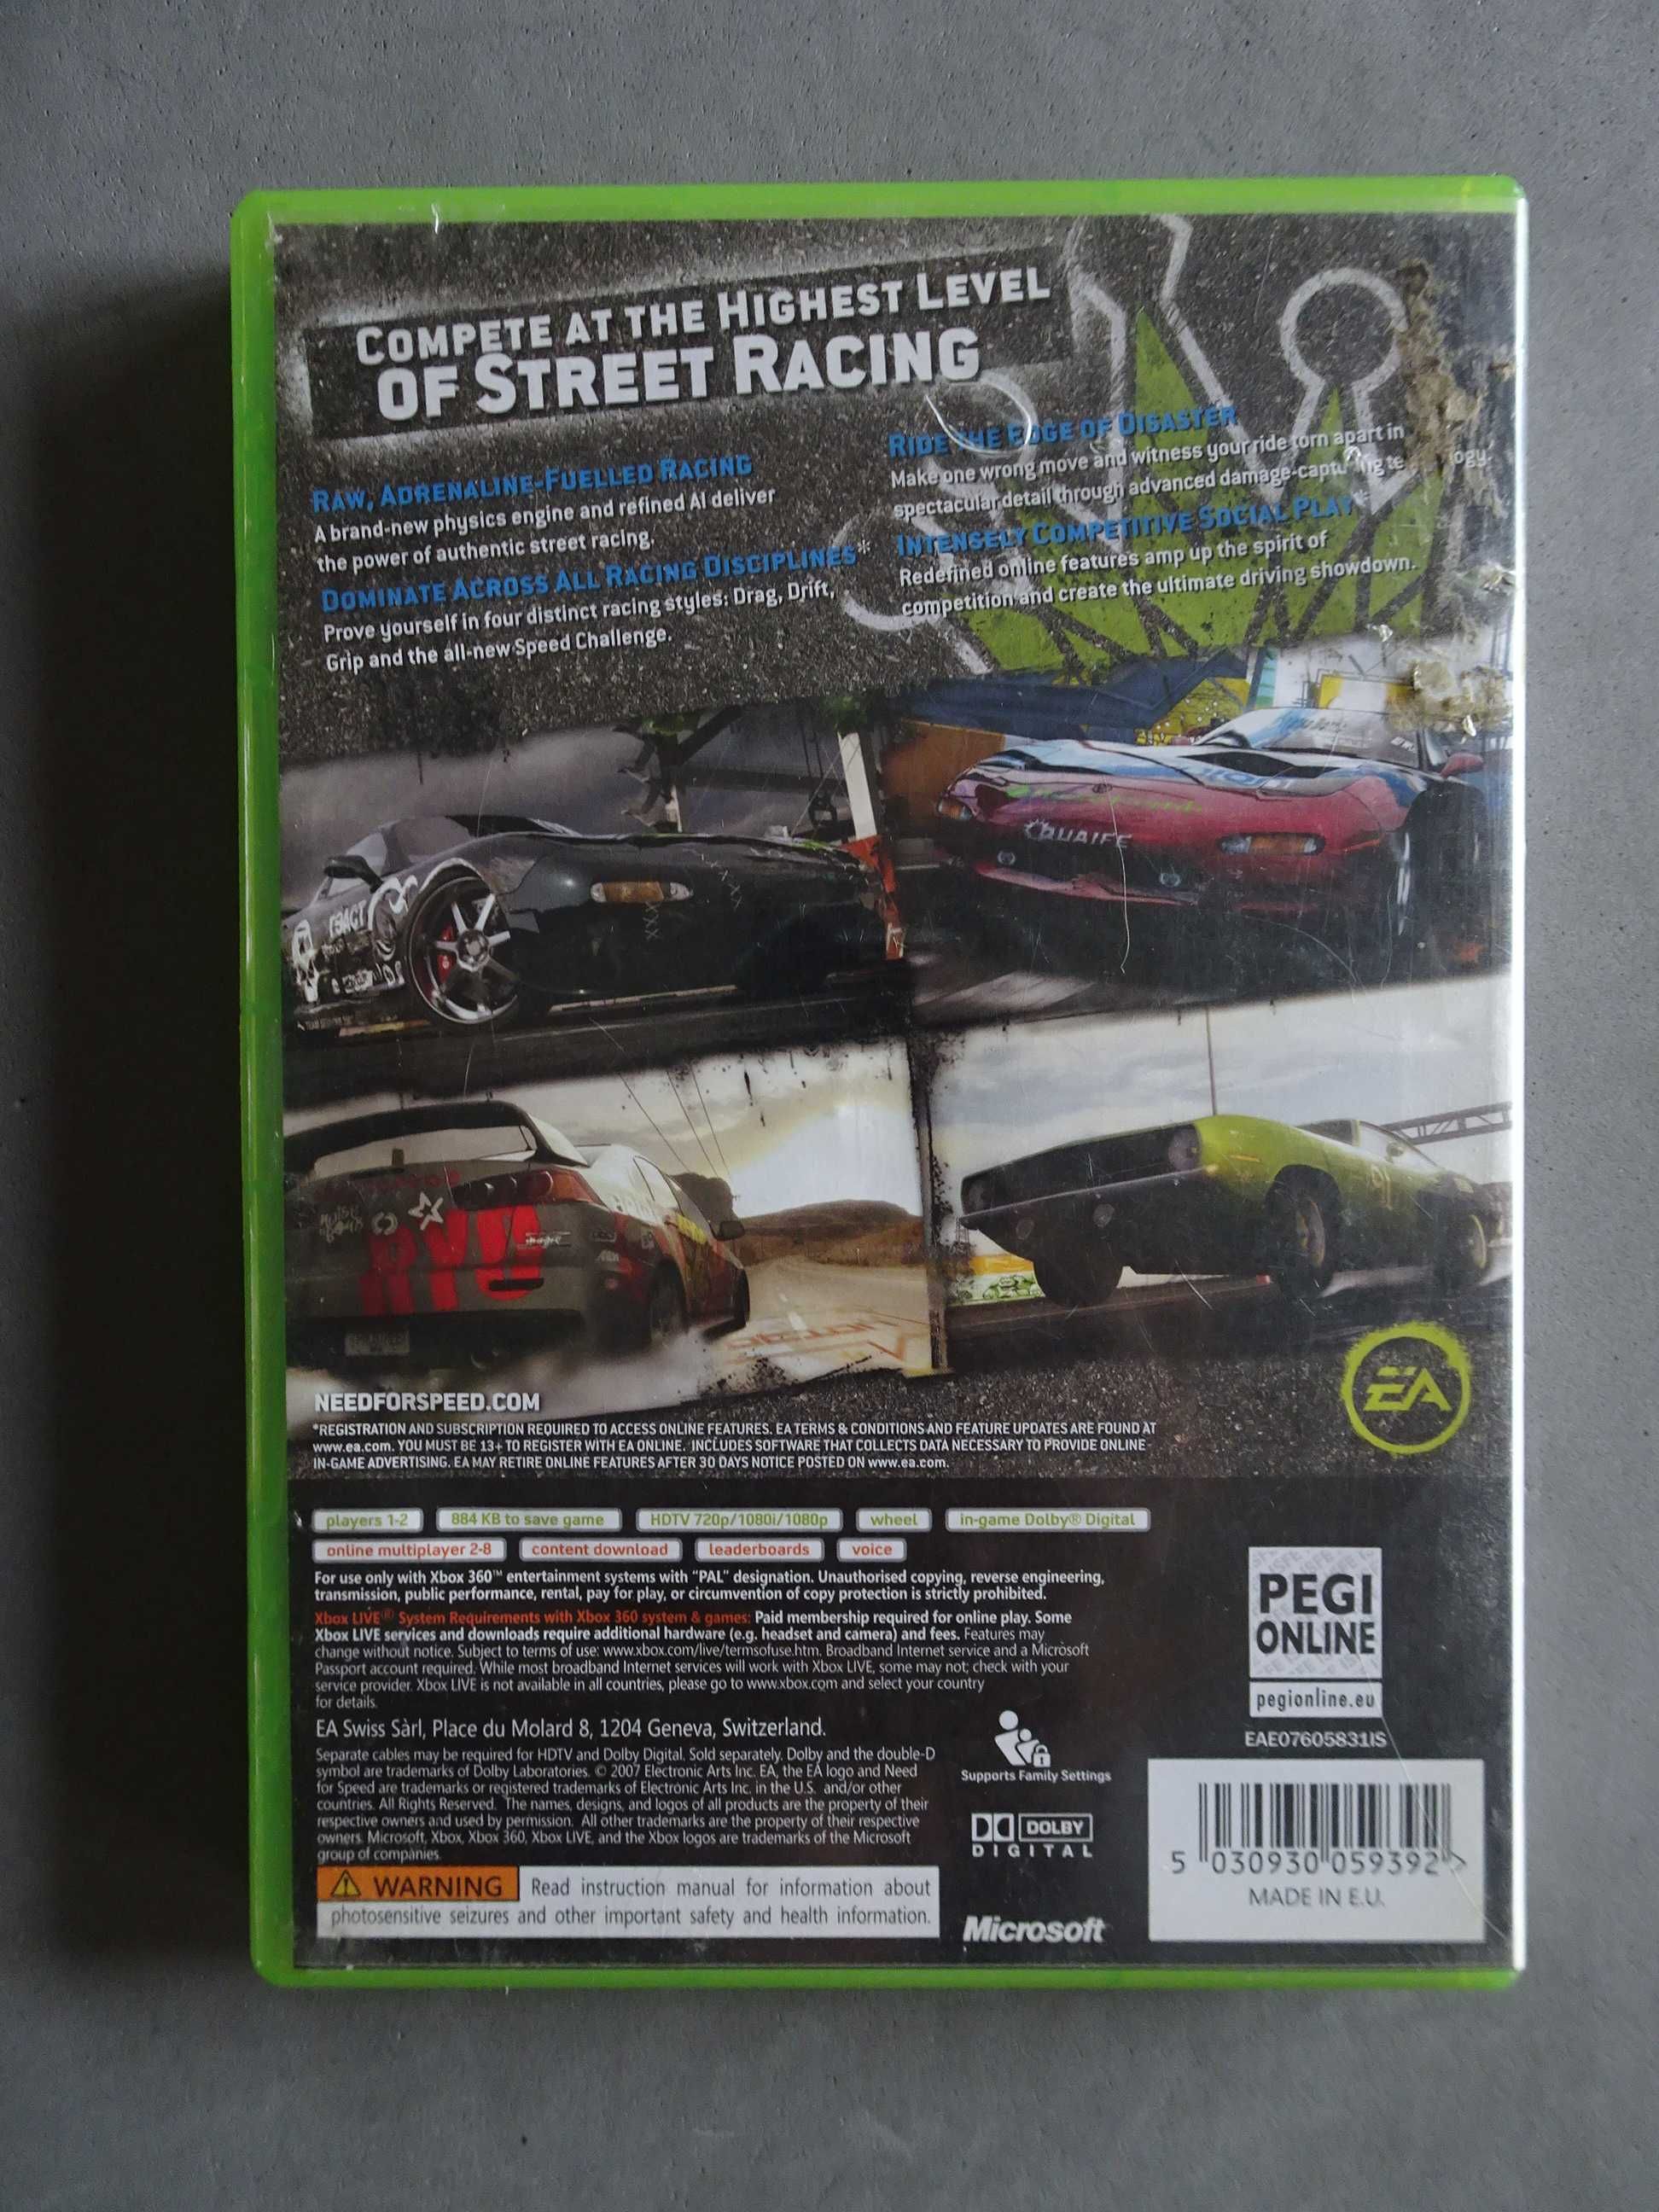 COMPETE AT THE HIGHEST LEVEL
OF STREET RACING
RAW, ADRENALINE-FUELLED RACING
A brand-new physics engine and refined AI deliver
the power of authentic street racing.
DOMINATE ACROSS ALL RACING DISCIPLINES*
Prove yourself in four distinct racing styles: Drag, Drift,
Grip and the all-new Speed Challenge.
RIDE THE EDGE OF DISASTER
Make one wrong move and witness your ride torn apart in
spectacular detail through advanced
INTENSELY COMPETITIVE SOCIAL PLAY*
Redefined online features amp up the spirit of
competition and create the ultimate driving showdown.
QUAIFE
RYO
NEEDFORSPEED.COM
EA
*REGISTRATION AND SUBSCRIPTION REQUIRED TO ACCESS ONLINE FEATURES. EA TERMS & CONDITIONS AND FEATURE UPDATES ARE FOUND AT
www.ea.com. YOU MUST BE 13+ TO REGISTER WITH EA ONLINE. INCLUDES SOFTWARE THAT COLLECTS DATA NECESSARY TO PROVIDE ONLINE
IN-GAME ADVERTISING. EA MAY RETIRE ONLINE FEATURES AFTER 30 DAYS NOTICE POSTED ON www.ea.com.
players 1-2 884 KB to save game HDTV 720p/1080i/1080p wheel in-game Dolby® Digital
online multiplayer 2-8 content download leaderboards voice
For use only with Xbox 360™ entertainment systems with "PAL" designation. Unauthorised copying, reverse engineering,
transmission, public performance, rental, pay for play, or circumvention of copy protection is strictly prohibited.
Xbox LIVE® System Requirements with Xbox 360 system & games: Paid membership required for online play. Some
Xbox LIVE services and downloads require additional hardware (e.g. headset and camera) and fees. Features may
change without notice. Subject to terms of use: www.xbox.com/live/termsofuse.htm. Broadband Internet service and a Microsoft
Passport account required. While most broadband Internet services will work with Xbox LIVE, some may not; check with your
service provider. Xbox LIVE is not available in all countries, please go to www.xbox.com and select your country
for details.
EA Swiss Sàrl, Place du Molard 8, 1204 Geneva, Switzerland.
Separate cables may be required for HDTV and Dolby Digital. Sold separately. Dolby and the double-D
symbol are trademarks of Dolby Laboratories. © 2007 Electronic Arts Inc. EA, the EA logo and Need
for Speed are trademarks or registered trademarks of Electronic Arts Inc. in the U.S. and/or other
countries. All Rights Reserved. The names, designs, and logos of all products are the property of their
respective owners and used by permission. All other trademarks are the property of their respective
owners. Microsoft, Xbox, Xbox 360, Xbox LIVE, and the Xbox logos are trademarks of the Microsoft
group of companies.
WARNING Read instruction manual for information about
photosensitive seizures and other important safety and health information.
Supports Family Settings
DOLBY
DIGITAL
Microsoft
PEGI
ONLINE
pegionline.eu
EAE07605831IS
5 030930 059392 >
MADE IN E.U.